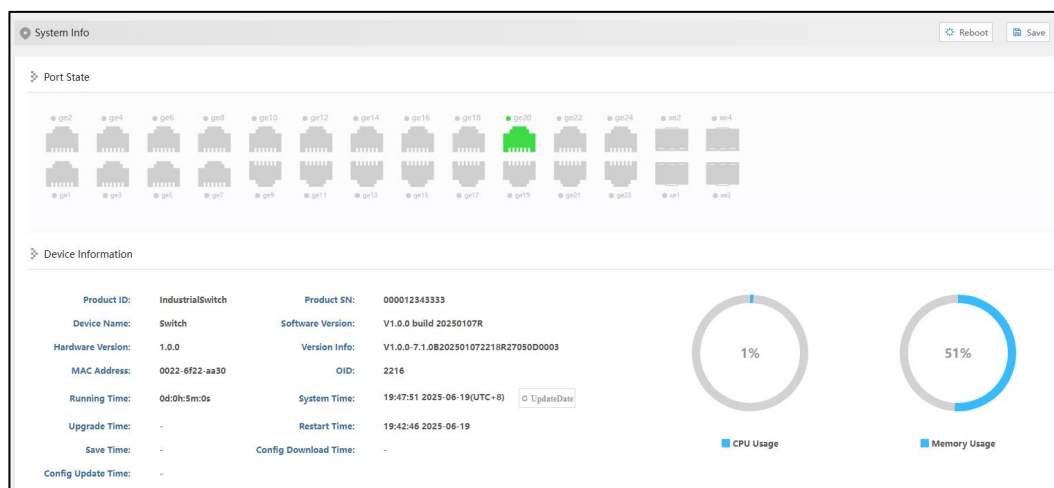 System Info
Reboot
Save
Port State
ge2 ge4 ge6 ge8 ge10 ge12 ge14 ge16 ge18 ge20 ge22 ge24 xe2 xe4
ge1 ge3 ge5 ge7 ge9 ge11 ge13 ge15 ge17 ge19 ge21 ge23 xe1 xe3
Device Information
Product ID: IndustrialSwitch Product SN: 000012343333
Device Name: Switch Software Version: V1.0.0 build 20250107R
Hardware Version: 1.0.0 Version Info: V1.0.0-7.1.0B202501072218R27050D0003
MAC Address: 0022-6f22-aa30 OID: 2216
Running Time: 0d:0h:5m:0s System Time: 19:47:51 2025-06-19(UTC+8) UpdateDate
Upgrade Time: - Restart Time: 19:42:46 2025-06-19
Save Time: - Config Download Time: -
Config Update Time: -
1%
CPU Usage
51%
Memory Usage